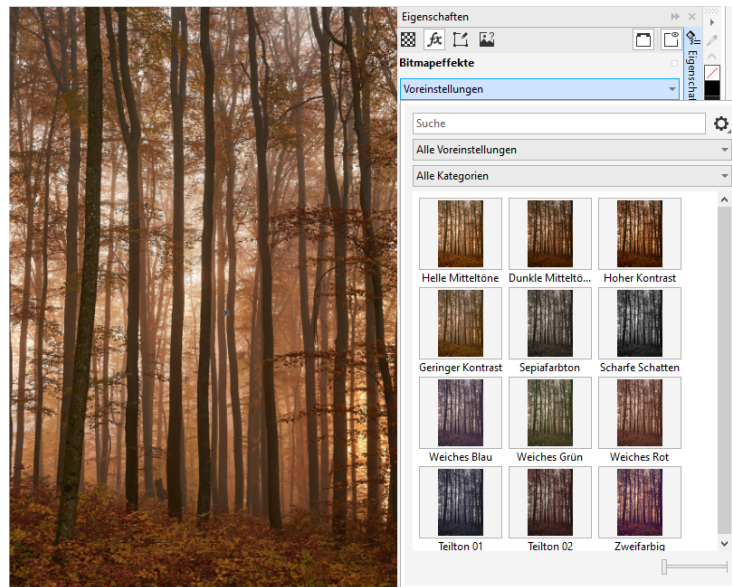 Eigenschaften
Bitmapeffekte
Voreinstellungen
Eigenschaf
Suche
Alle Voreinstellungen
Alle Kategorien
Helle Mitteltöne Dunkle Mitteltö... Hoher Kontrast
Geringer Kontrast Sepiafarbton Scharfe Schatten
Weiches Blau Weiches Grün Weiches Rot
Teilton 01 Teilton 02 Zweifarbig